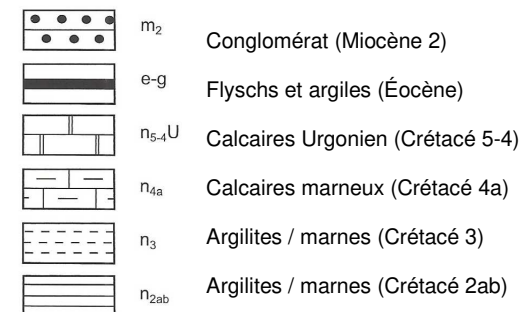 m₂ Conglomérat (Miocène 2)
e-g Flyschs et argiles (Éocène)
n₅₋₄U Calcaires Urgonien (Crétacé 5-4)
n₄ₐ Calcaires marneux (Crétacé 4a)
n₃ Argilites / marnes (Crétacé 3)
n₂ab Argilites / marnes (Crétacé 2ab)